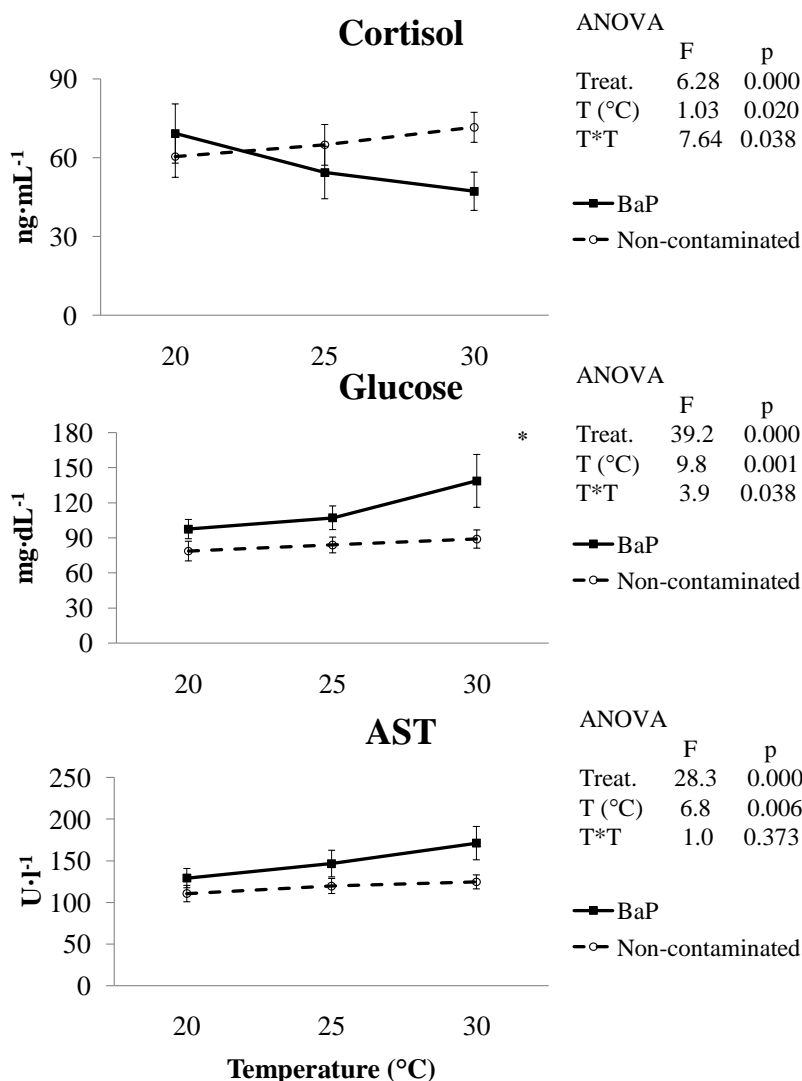 Cortisol
ng·mL-1
90
60
30
0
20 25 30
ANOVA
F p
Treat. 6.28 0.000
T (°C) 1.03 0.020
T*T 7.64 0.038
BaP
Non-contaminated
Glucose
mg·dL-1
180
150
120
90
60
30
0
*
20 25 30
ANOVA
F p
Treat. 39.2 0.000
T (°C) 9.8 0.001
T*T 3.9 0.038
BaP
Non-contaminated
AST
U·l-1
250
200
150
100
50
0
20 25 30
Temperature (°C)
ANOVA
F p
Treat. 28.3 0.000
T (°C) 6.8 0.006
T*T 1.0 0.373
BaP
Non-contaminated